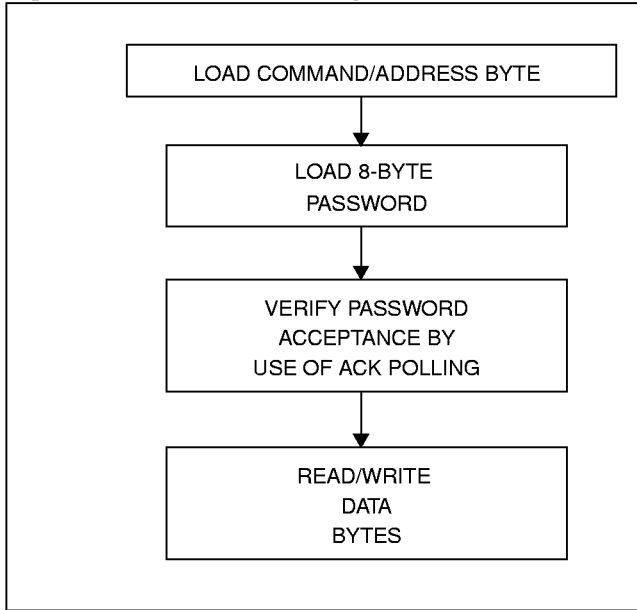 LOAD COMMAND/ADDRESS BYTE
LOAD 8-BYTE
PASSWORD
VERIFY PASSWORD
ACCEPTANCE BY
USE OF ACK POLLING
READ/WRITE
DATA
BYTES